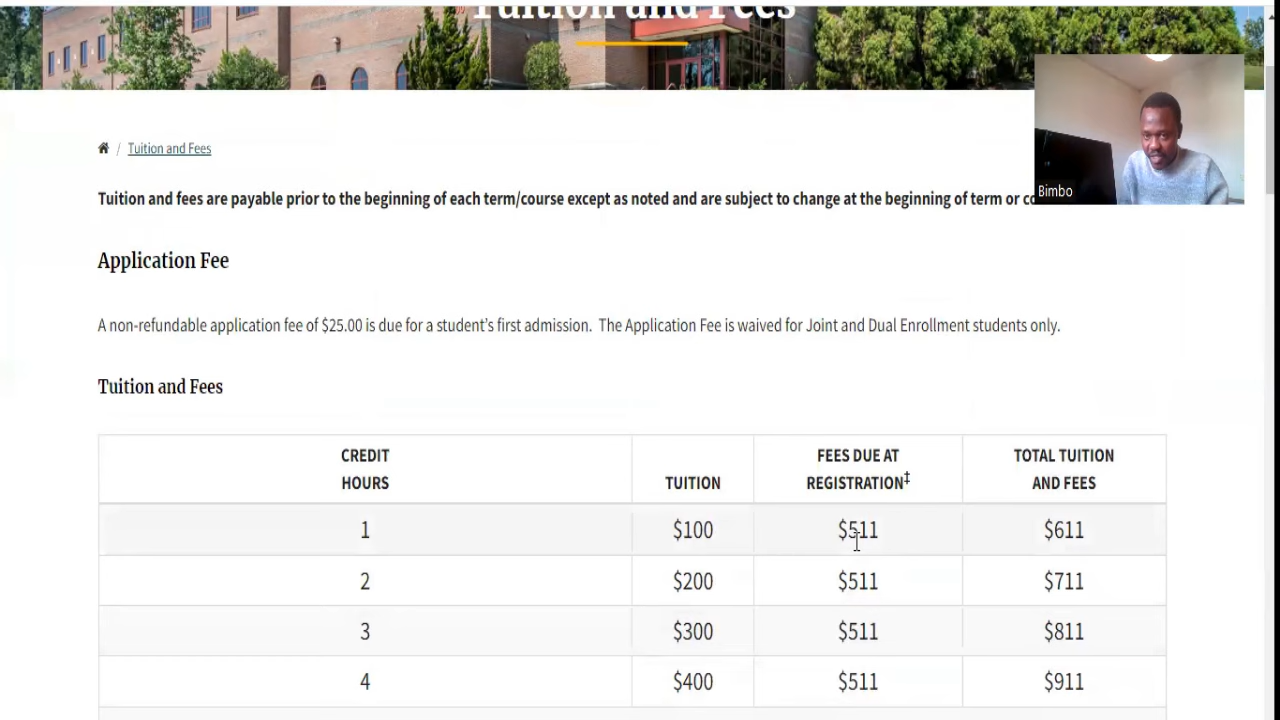 Tuition and Fees
Bimbo
/ Tuition and Fees
Tuition and fees are payable prior to the beginning of each term/course except as noted and are subject to change at the beginning of term or
Application Fee
A non-refundable application fee of $25.00 is due for a student's first admission. The Application Fee is waived for Joint and Dual Enrollment students only.
Tuition and Fees
CREDIT HOURS TUITION FEES DUE AT REGISTRATION‡ TOTAL TUITION AND FEES
1 $100 $511 $611
2 $200 $511 $711
3 $300 $511 $811
4 $400 $511 $911